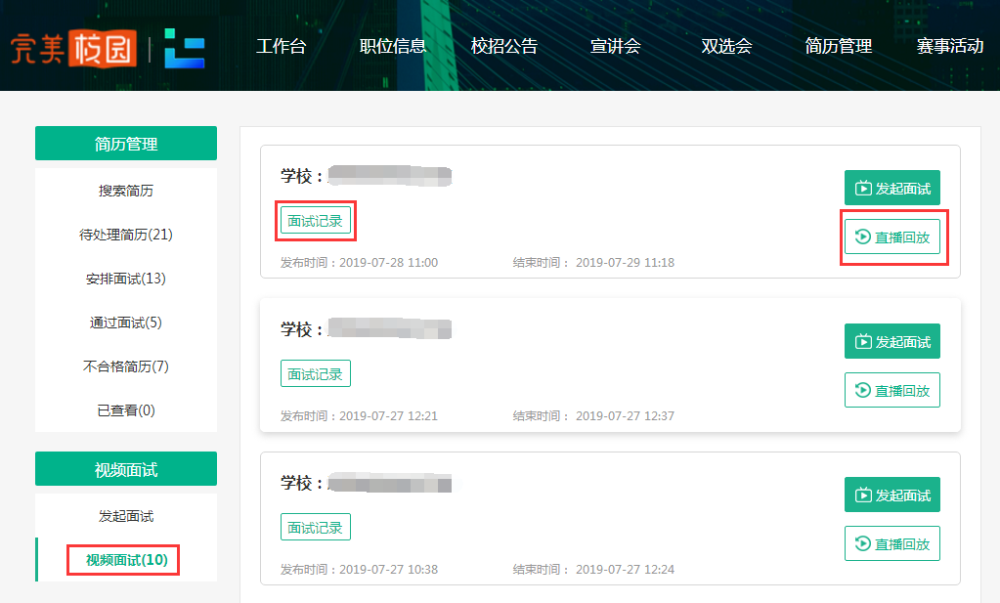 完美校园
工作台 职位信息 校招公告 宣讲会 双选会 简历管理 赛事活动
简历管理
搜索简历
待处理简历(21)
安排面试(13)
通过面试(5)
不合格简历(7)
已查看(0)
视频面试
发起面试
视频面试(10)
学校：
发起面试
面试记录
直播回放
发布时间：2019-07-28 11:00 结束时间： 2019-07-29 11:18
学校：
发起面试
面试记录
直播回放
发布时间：2019-07-27 12:21 结束时间： 2019-07-27 12:37
学校：
发起面试
面试记录
直播回放
发布时间：2019-07-27 10:38 结束时间： 2019-07-27 12:24